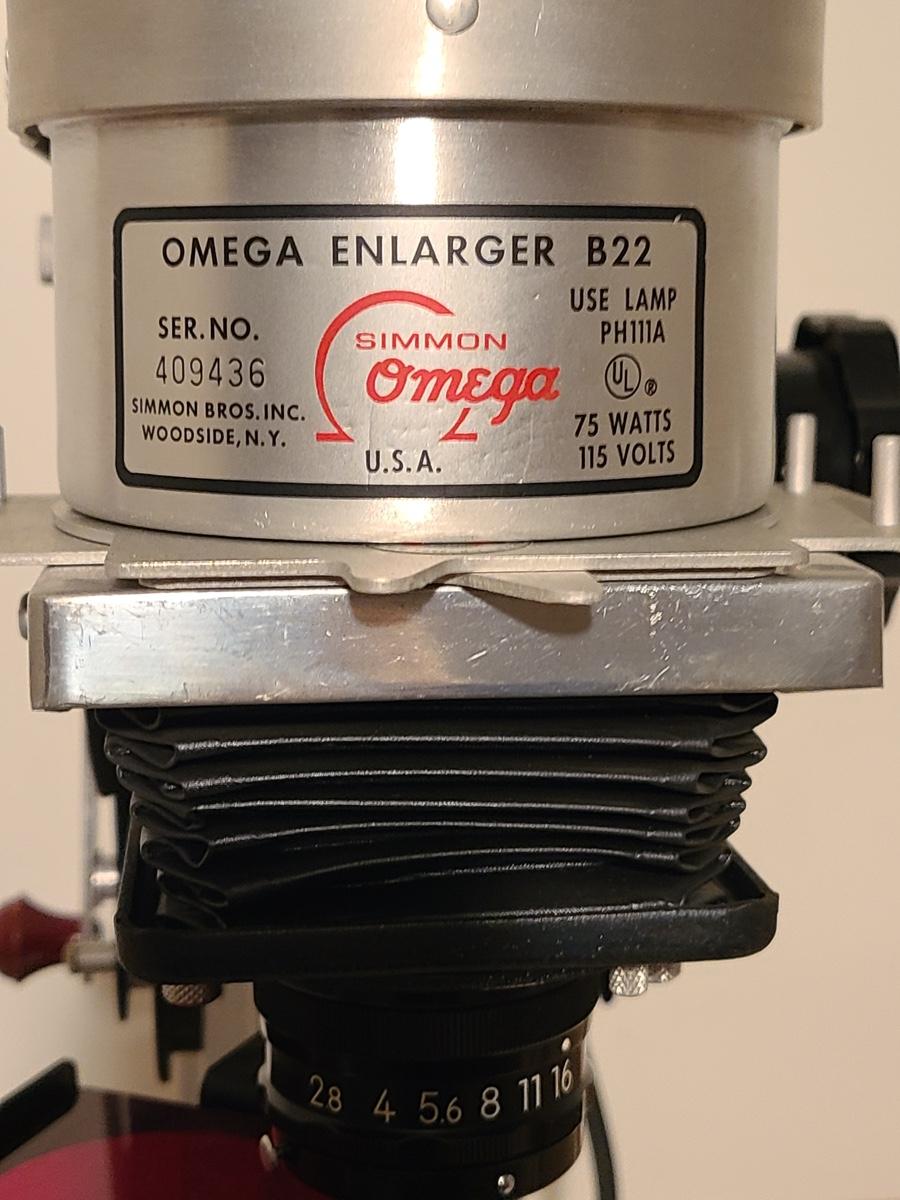 OMEGA ENLARGER B22
SER.NO.
409436
SIMMON BROS. INC.
WOODSIDE, N.Y.
SIMMON
Omega
U.S.A.
USE LAMP
PH111A
UL®
75 WATTS
115 VOLTS
2.8 4 5.6 8 11 16